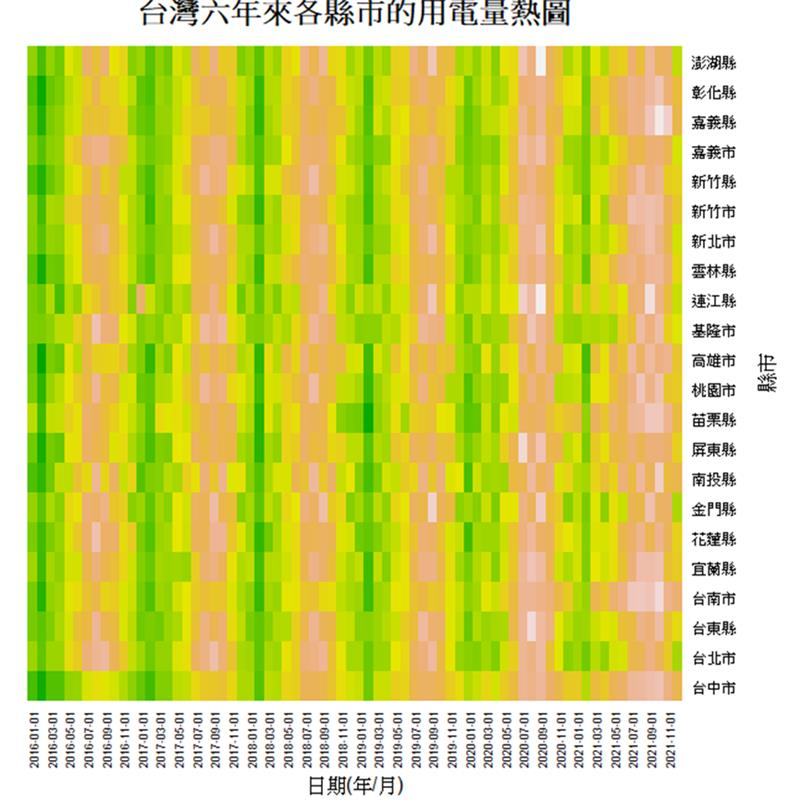 台灣六年來各縣市的用電量熱圖
澎湖縣
彰化縣
嘉義縣
嘉義市
新竹縣
新竹市
新北市
雲林縣
連江縣
基隆市
高雄市
桃園市
苗栗縣
屏東縣
南投縣
金門縣
花蓮縣
宜蘭縣
台南市
台東縣
台北市
台中市
縣市
2016-01-01
2016-03-01
2016-05-01
2016-07-01
2016-09-01
2016-11-01
2017-01-01
2017-03-01
2017-05-01
2017-07-01
2017-09-01
2017-11-01
2018-01-01
2018-03-01
2018-05-01
2018-07-01
2018-09-01
2018-11-01
2019-01-01
2019-03-01
2019-05-01
2019-07-01
2019-09-01
2019-11-01
2020-01-01
2020-03-01
2020-05-01
2020-07-01
2020-09-01
2020-11-01
2021-01-01
2021-03-01
2021-05-01
2021-07-01
2021-09-01
2021-11-01
日期(年/月)